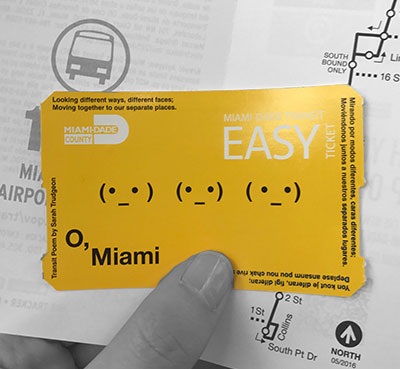 Looking different ways, different faces;
Moving together to our separate places.
MIAMI-DADE
COUNTY
MIAMI-DADE TRANSIT
EASY
TICKET
(•_•) (•_•) (•_•)
O,
Miami
Transit Poem by Sarah Trudgeon
Mirando por modos diferentes, caras diferentes;
Moviéndonos juntos a nuestros separados lugares.
Yon kout je diferan, figi diferan;
Deplase ansanm pou nou chak rive
MIA
AIRPO
SOUTH
BOUND
ONLY
16 S
2 St
1 St
Collins
South Pt Dr
NORTH
05/2016